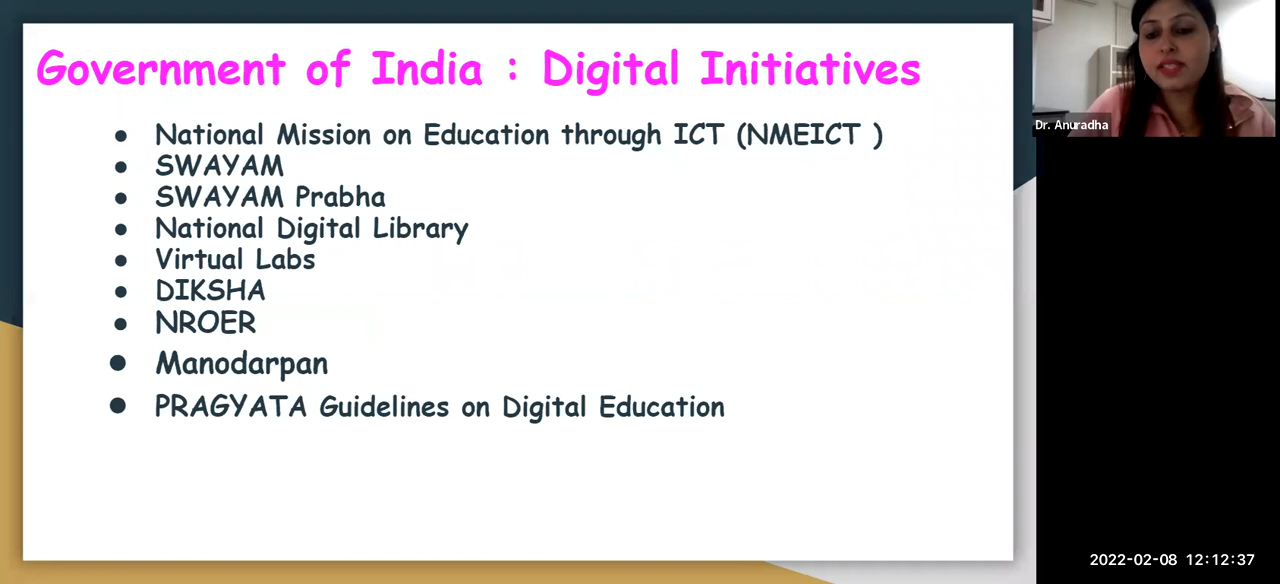 Government of India : Digital Initiatives
● National Mission on Education through ICT (NMEICT )
● SWAYAM
● SWAYAM Prabha
● National Digital Library
● Virtual Labs
● DIKSHA
● NROER
● Manodarpan
● PRAGYATA Guidelines on Digital Education
Dr. Anuradha
2022-02-08 12:12:37